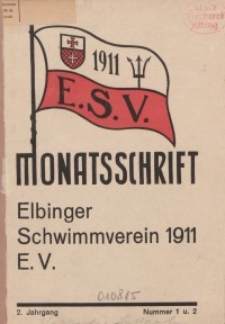 1911
E.S.V.
MONATSSCHRIFT
Elbinger
Schwimmverein 1911
E.V.
010815
2. Jahrgang Nummer 1 u. 2